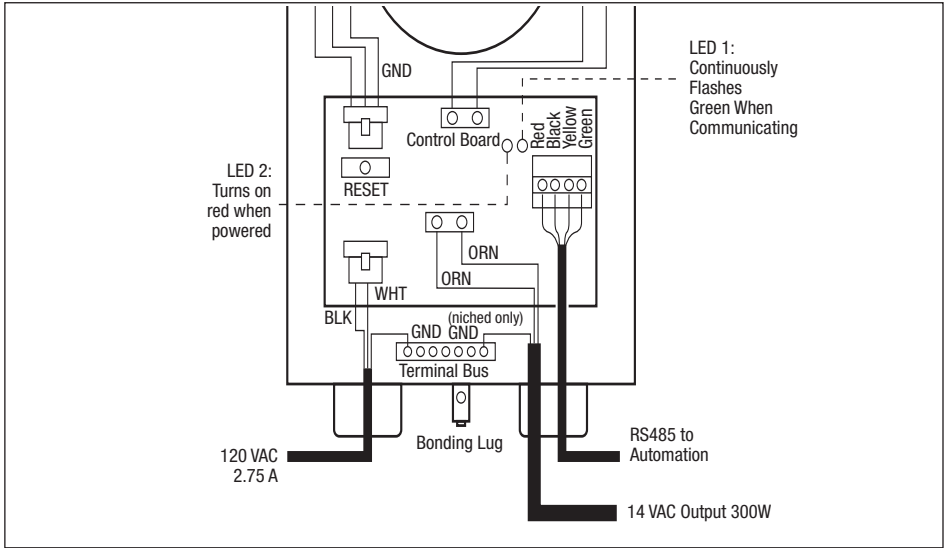 GND
LED 1:
Continuously
Flashes
Green When
Communicating
Red
Black
Yellow
Green
Control Board
LED 2:
Turns on
red when
powered
RESET
ORN
ORN
WHT
BLK
(niched only)
GND GND
Terminal Bus
Bonding Lug
120 VAC
2.75 A
RS485 to
Automation
14 VAC Output 300W